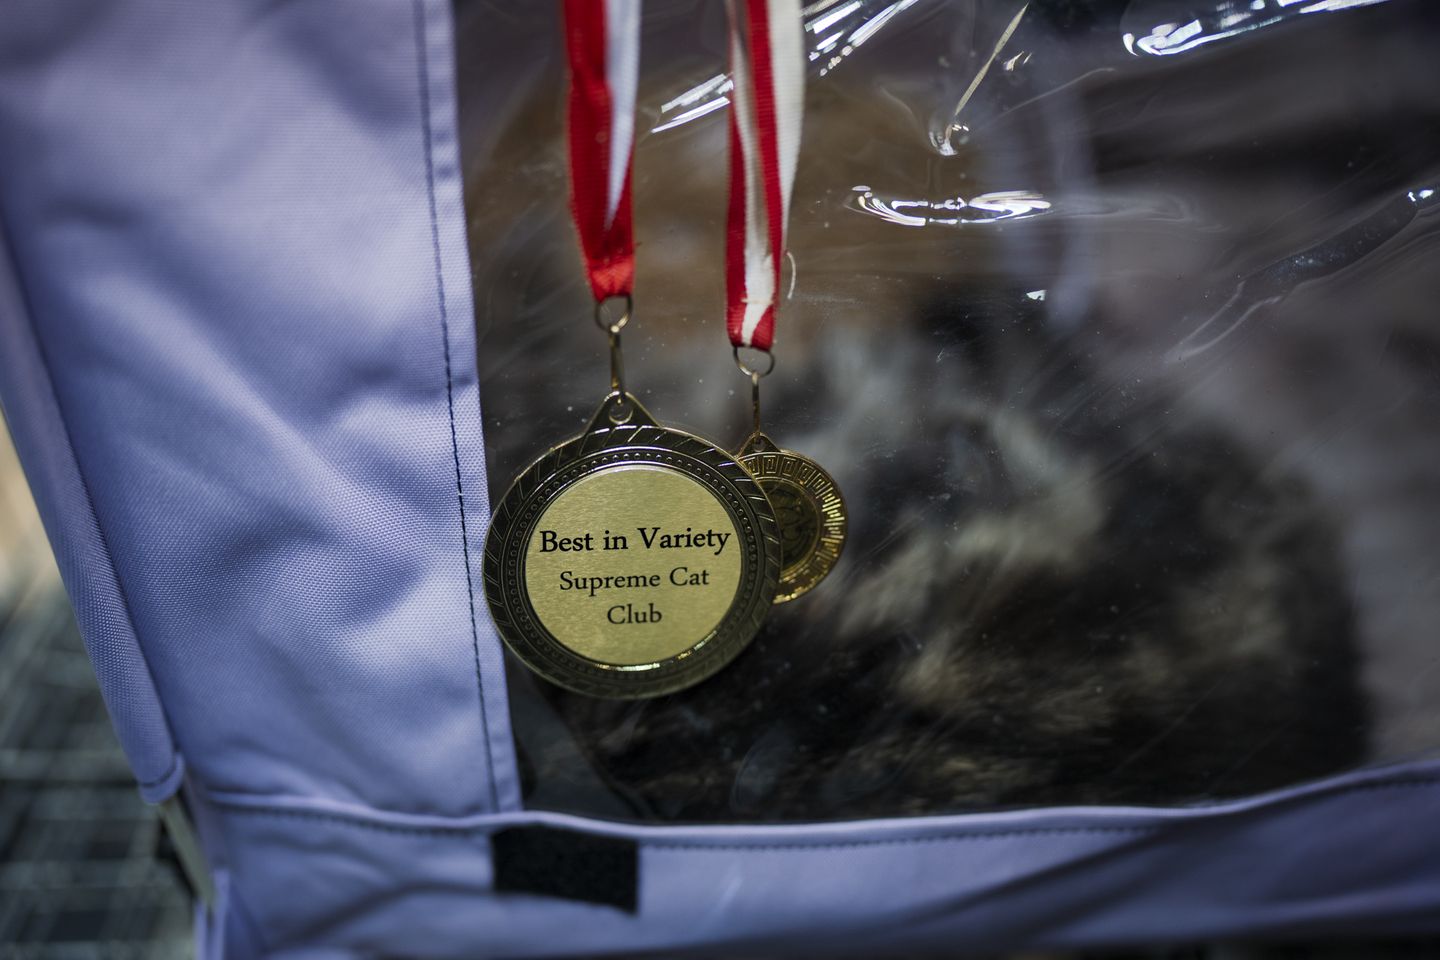 Best in Variety
Supreme Cat
Club